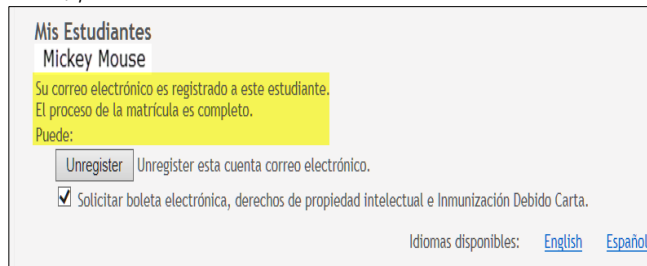 Mis Estudiantes
Mickey Mouse
Su correo electrónico es registrado a este estudiante.
El proceso de la matrícula es completo.
Puede:
Unregister Unregister esta cuenta correo electrónico.
Solicitar boleta electrónica, derechos de propiedad intelectual e Inmunización Debido Carta.
Idiomas disponibles: English Español